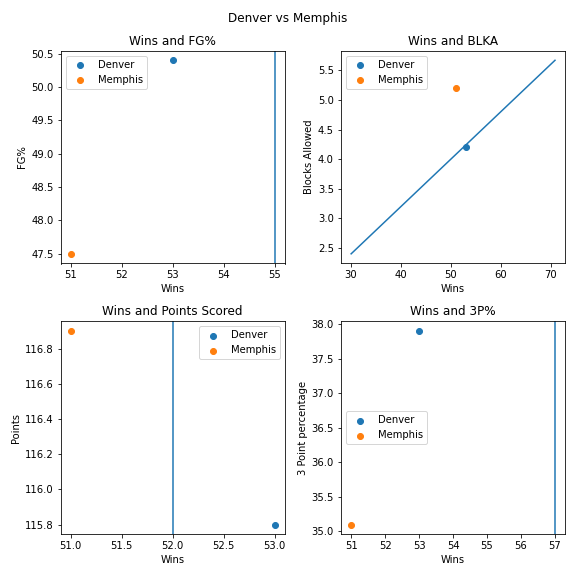 Denver vs Memphis
Wins and FG%
Denver
Memphis
50.5
50.0
49.5
49.0
48.5
48.0
47.5
FG%
51 52 53 54 55
Wins
Wins and BLKA
Denver
Memphis
5.5
5.0
4.5
4.0
3.5
3.0
2.5
Blocks Allowed
30 40 50 60 70
Wins
Wins and Points Scored
Denver
Memphis
116.8
116.6
116.4
116.2
116.0
115.8
Points
51.0 51.5 52.0 52.5 53.0
Wins
Wins and 3P%
Denver
Memphis
38.0
37.5
37.0
36.5
36.0
35.5
35.0
3 Point percentage
51 52 53 54 55 56 57
Wins